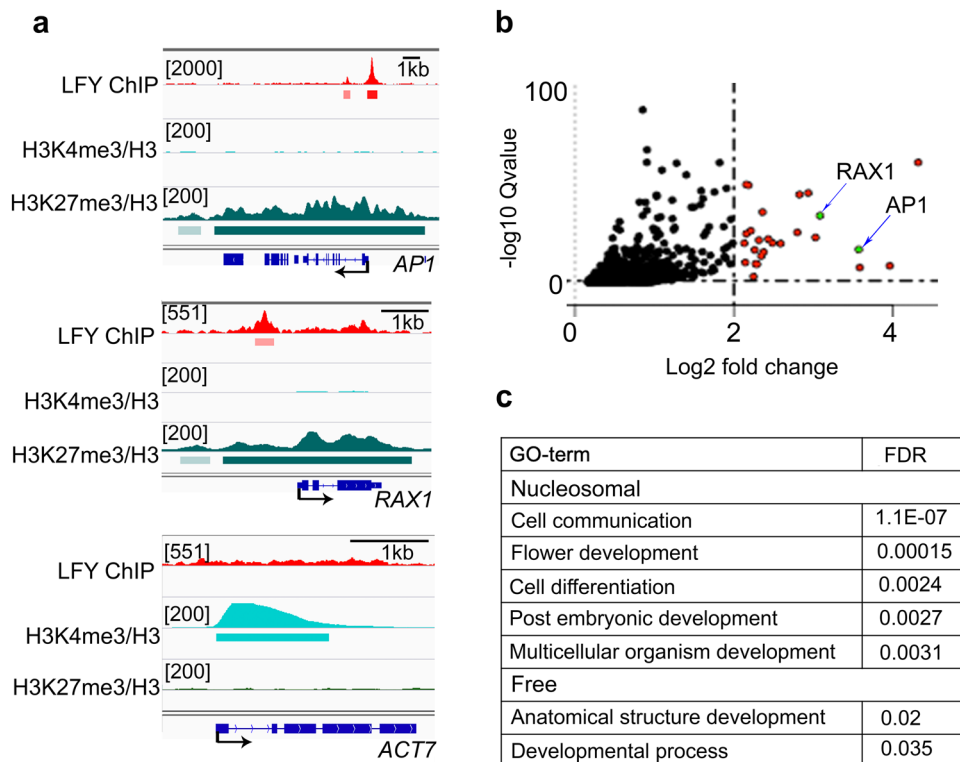 a
[2000]
1kb
LFY ChIP
[200]
H3K4me3/H3
[200]
H3K27me3/H3
AP1
[551]
1kb
LFY ChIP
[200]
H3K4me3/H3
[200]
H3K27me3/H3
RAX1
[551]
1kb
LFY ChIP
[200]
H3K4me3/H3
[200]
H3K27me3/H3
ACT7
b
100
-log10 Qvalue
RAX1
AP1
0
0 2 4
Log2 fold change
c
GO-term FDR
Nucleosomal
Cell communication 1.1E-07
Flower development 0.00015
Cell differentiation 0.0024
Post embryonic development 0.0027
Multicellular organism development 0.0031
Free
Anatomical structure development 0.02
Developmental process 0.035